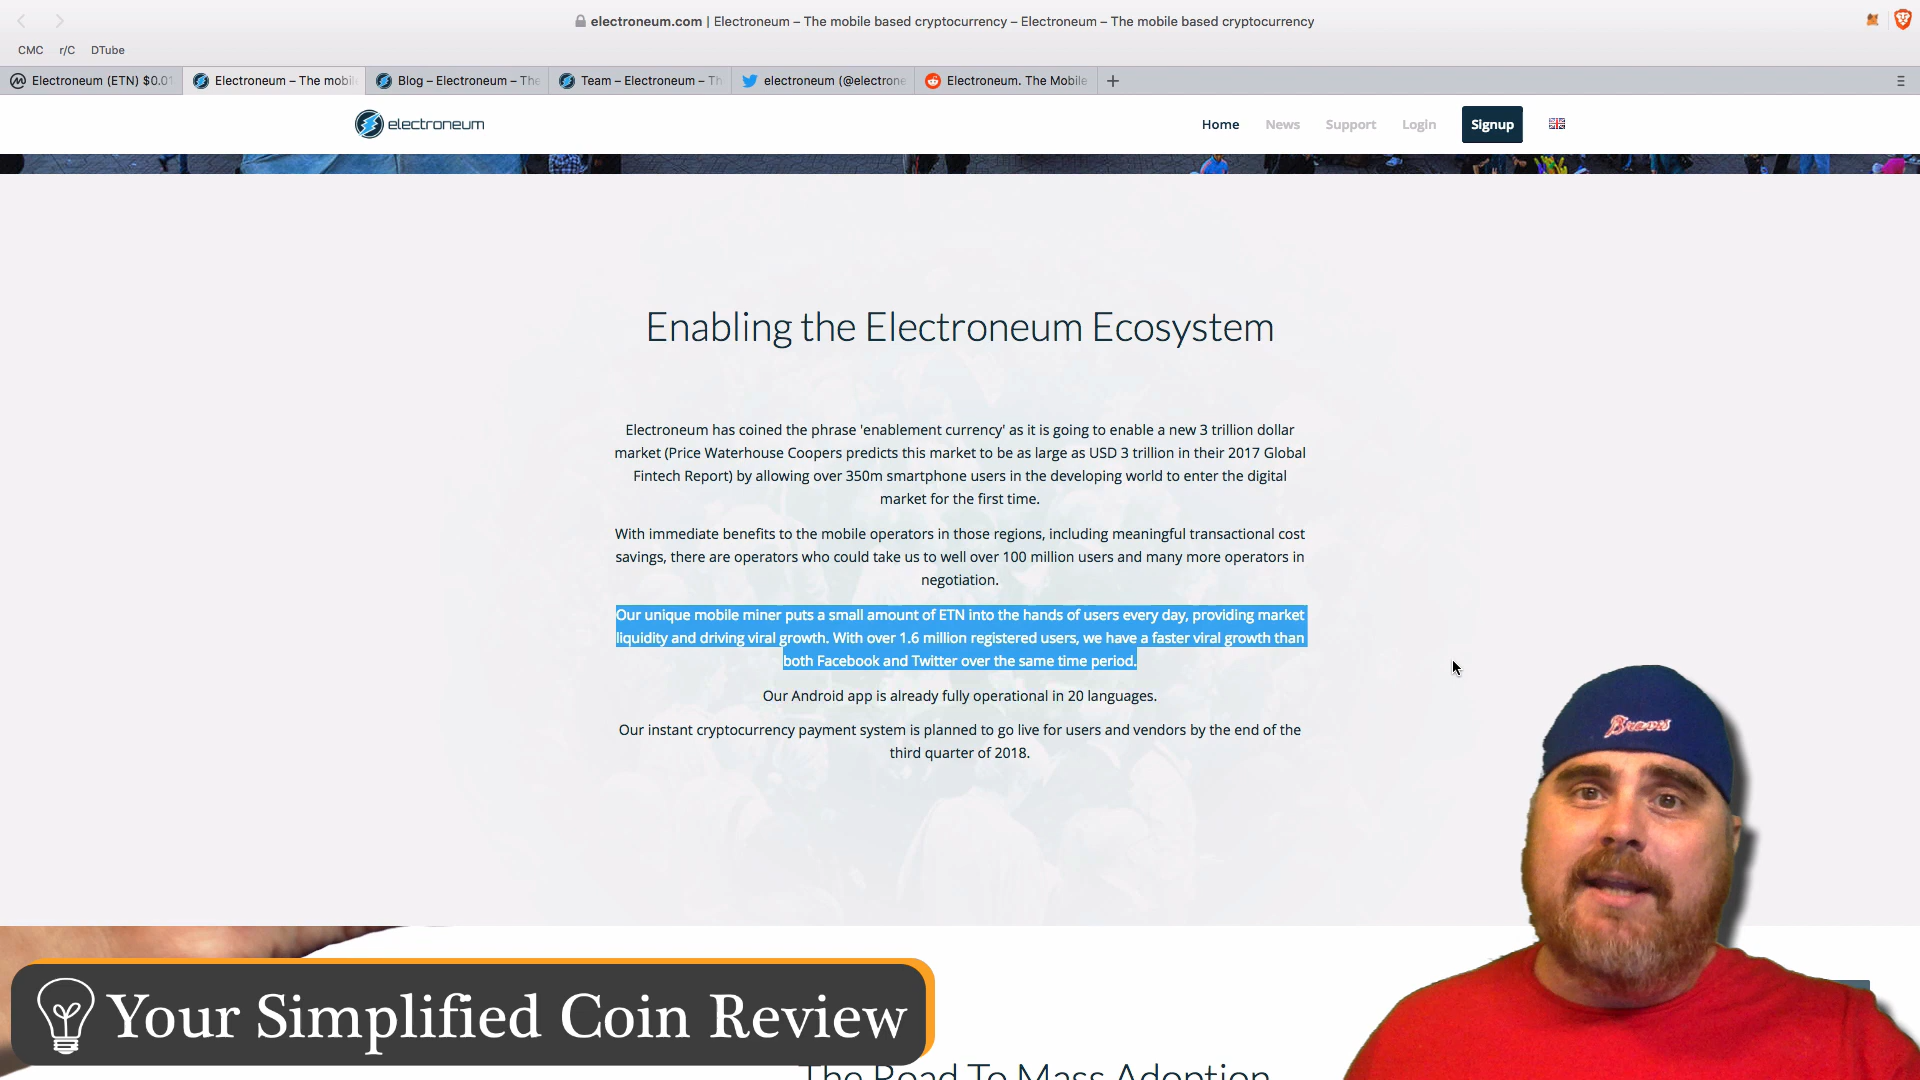 electroneum.com | Electroneum – The mobile based cryptocurrency – Electroneum – The mobile based cryptocurrency
CMC r/C DTube
Electroneum (ETN) $0.01 Electroneum – The mobil Blog – Electroneum – The Team – Electroneum – Th electroneum (@electrone Electroneum. The Mobile
electroneum Home News Support Login Signup
Enabling the Electroneum Ecosystem
Electroneum has coined the phrase 'enablement currency' as it is going to enable a new 3 trillion dollar
market (Price Waterhouse Coopers predicts this market to be as large as USD 3 trillion in their 2017 Global
Fintech Report) by allowing over 350m smartphone users in the developing world to enter the digital
market for the first time.
With immediate benefits to the mobile operators in those regions, including meaningful transactional cost
savings, there are operators who could take us to well over 100 million users and many more operators in
negotiation.
Our unique mobile miner puts a small amount of ETN into the hands of users every day, providing market
liquidity and driving viral growth. With over 1.6 million registered users, we have a faster viral growth than
both Facebook and Twitter over the same time period.
Our Android app is already fully operational in 20 languages.
Our instant cryptocurrency payment system is planned to go live for users and vendors by the end of the
third quarter of 2018.
Braves
Your Simplified Coin Review
The Road To Mass Adoption